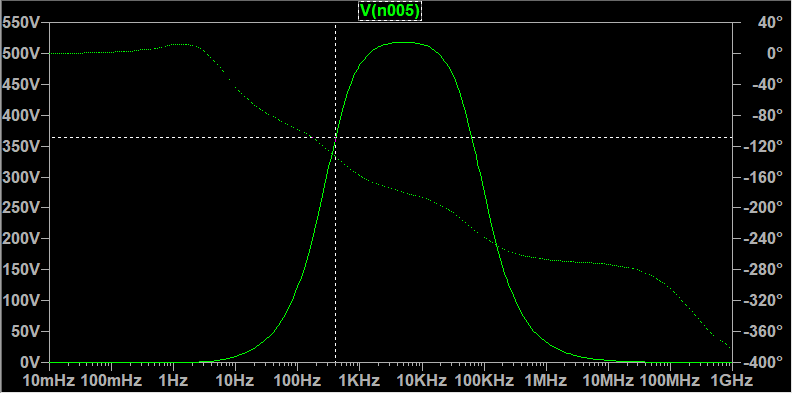 V(n005)
550V 40°
500V 0°
450V -40°
400V -80°
350V -120°
300V -160°
250V -200°
200V -240°
150V -280°
100V -320°
50V -360°
0V -400°
10mHz 100mHz 1Hz 10Hz 100Hz 1KHz 10KHz 100KHz 1MHz 10MHz 100MHz 1GHz